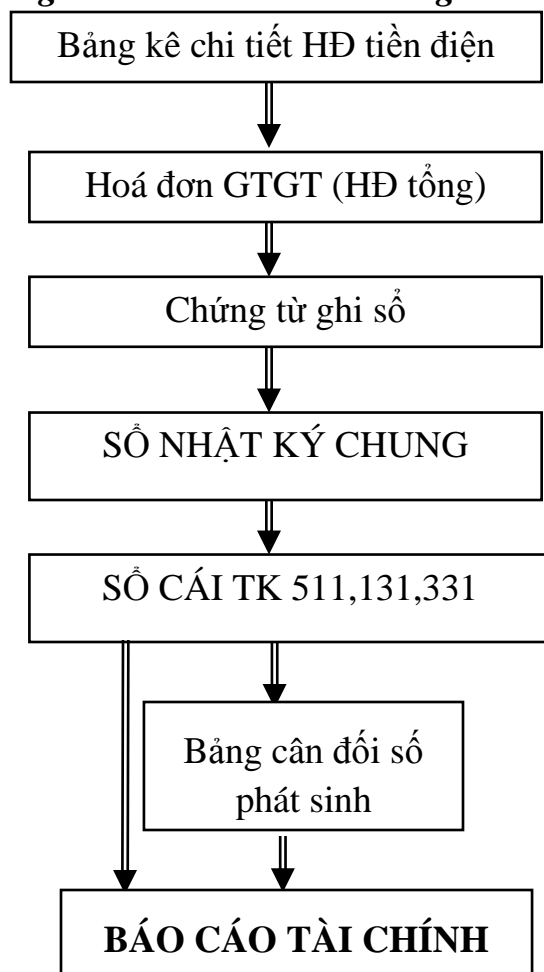 Bảng kê chi tiết HĐ tiền điện
Hoá đơn GTGT (HĐ tổng)
Chứng từ ghi sổ
SỔ NHẬT KÝ CHUNG
SỔ CÁI TK 511,131,331
Bảng cân đối số
phát sinh
BÁO CÁO TÀI CHÍNH